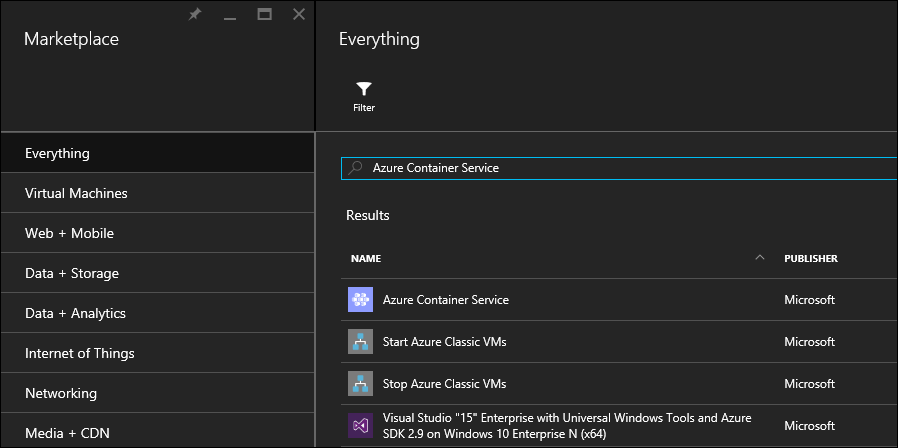 Marketplace
Everything
Filter
Everything
Virtual Machines
Web + Mobile
Data + Storage
Data + Analytics
Internet of Things
Networking
Media + CDN
Azure Container Service
Results
NAME PUBLISHER
Azure Container Service Microsoft
Start Azure Classic VMs Microsoft
Stop Azure Classic VMs Microsoft
Visual Studio "15" Enterprise with Universal Windows Tools and Azure
SDK 2.9 on Windows 10 Enterprise N (x64) Microsoft